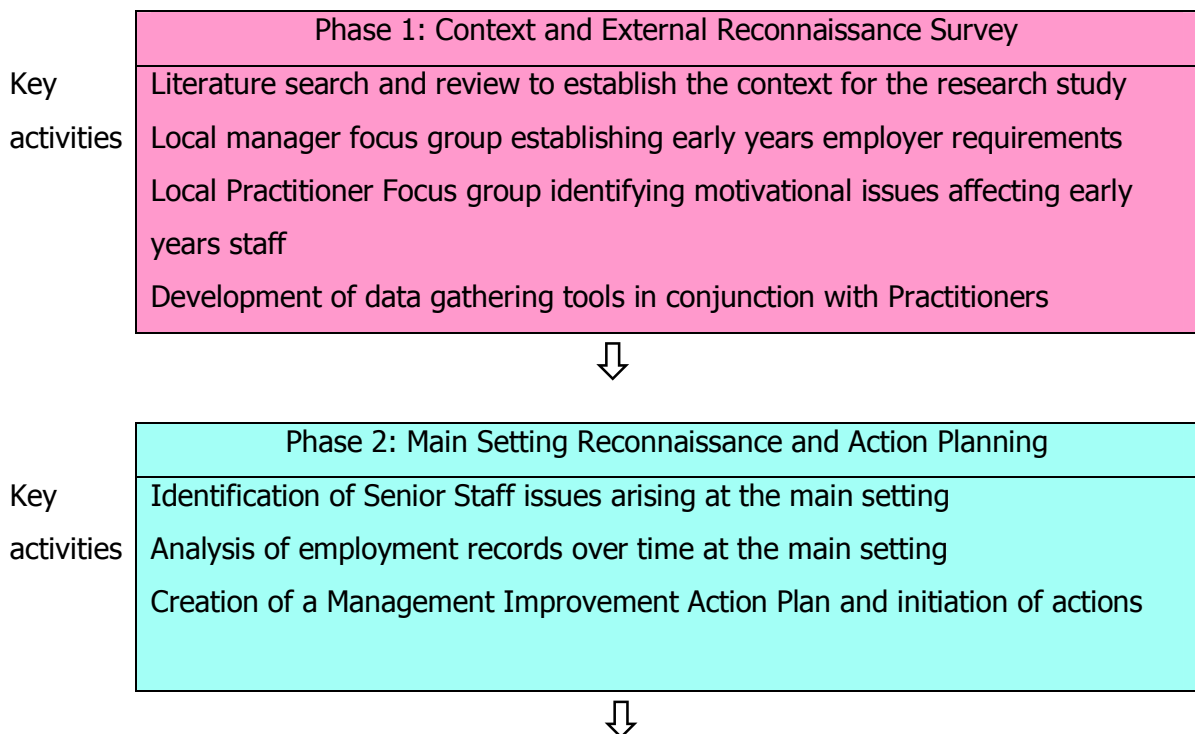 Phase 1: Context and External Reconnaissance Survey
Key activities
Literature search and review to establish the context for the research study
Local manager focus group establishing early years employer requirements
Local Practitioner Focus group identifying motivational issues affecting early
years staff
Development of data gathering tools in conjunction with Practitioners
Phase 2: Main Setting Reconnaissance and Action Planning
Key activities
Identification of Senior Staff issues arising at the main setting
Analysis of employment records over time at the main setting
Creation of a Management Improvement Action Plan and initiation of actions